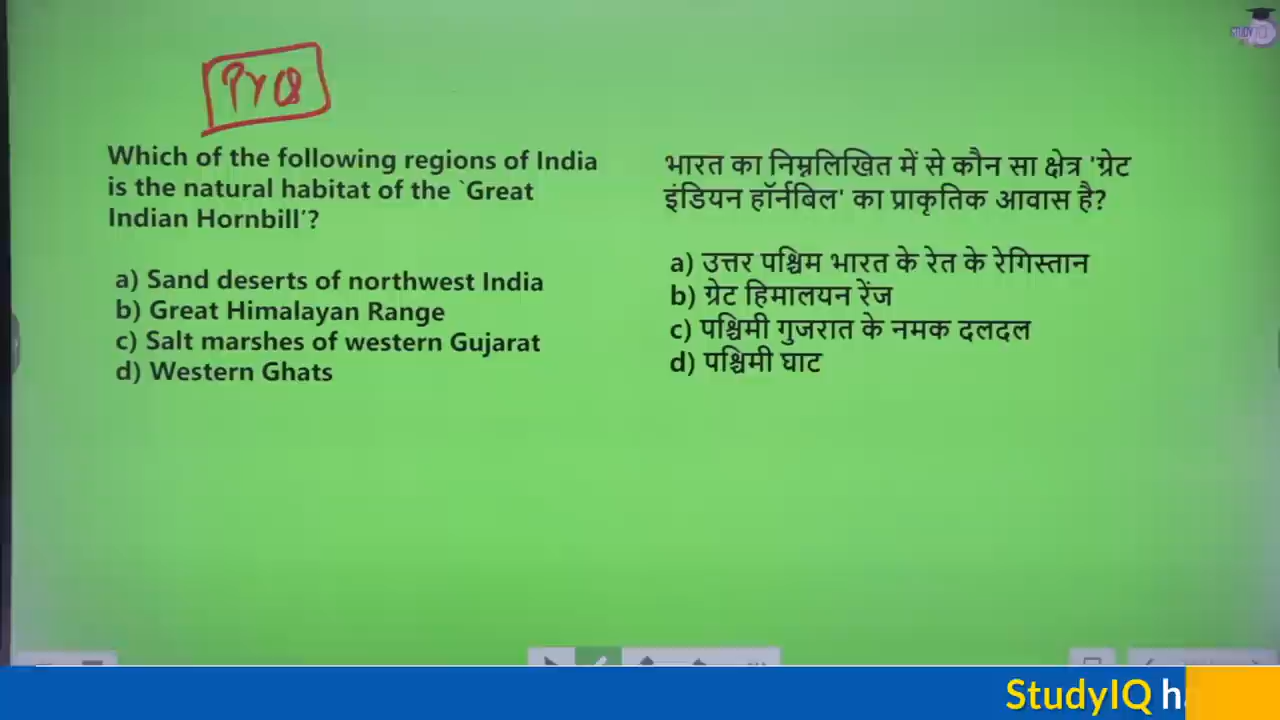 PYQ
Which of the following regions of India
is the natural habitat of the `Great
Indian Hornbill'?
a) Sand deserts of northwest India
b) Great Himalayan Range
c) Salt marshes of western Gujarat
d) Western Ghats
भारत का निम्नलिखित में से कौन सा क्षेत्र 'ग्रेट
इंडियन हॉर्नबिल' का प्राकृतिक आवास है?
a) उत्तर पश्चिम भारत के रेत के रेगिस्तान
b) ग्रेट हिमालयन रेंज
c) पश्चिमी गुजरात के नमक दलदल
d) पश्चिमी घाट
STUDY
StudyIQ